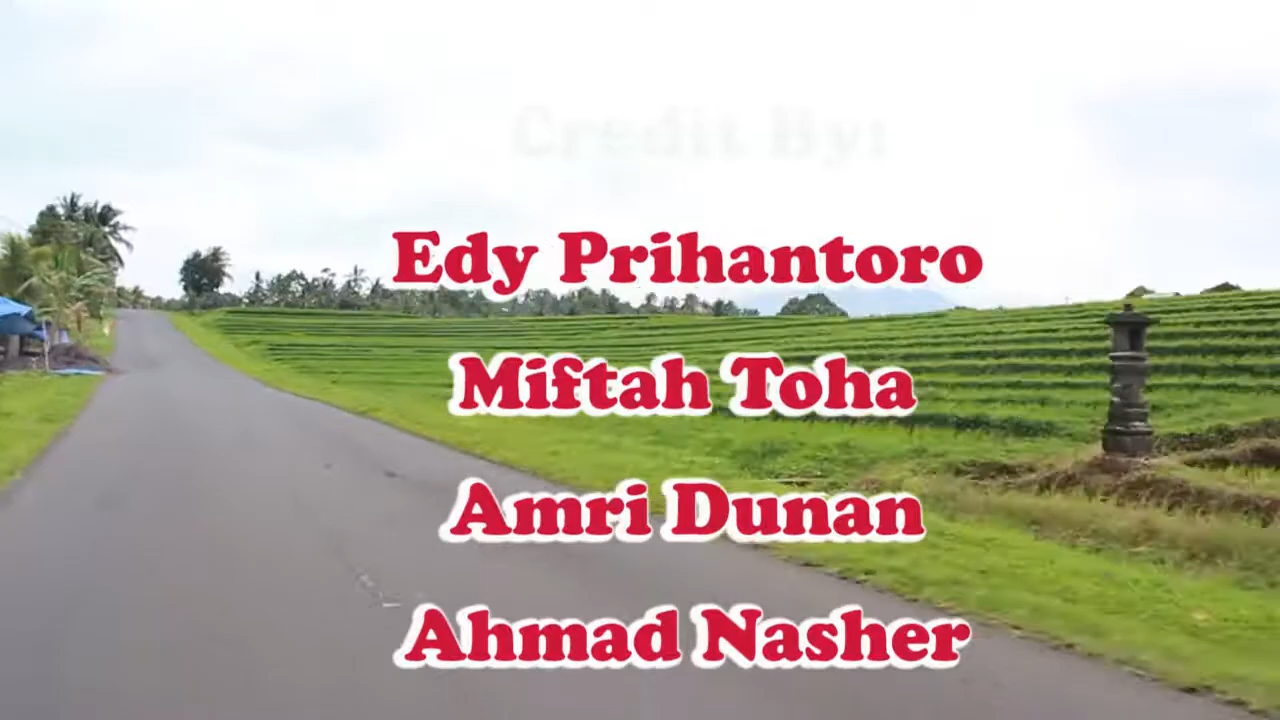 Credit By:
Edy Prihantoro
Miftah Toha
Amri Dunan
Ahmad Nasher